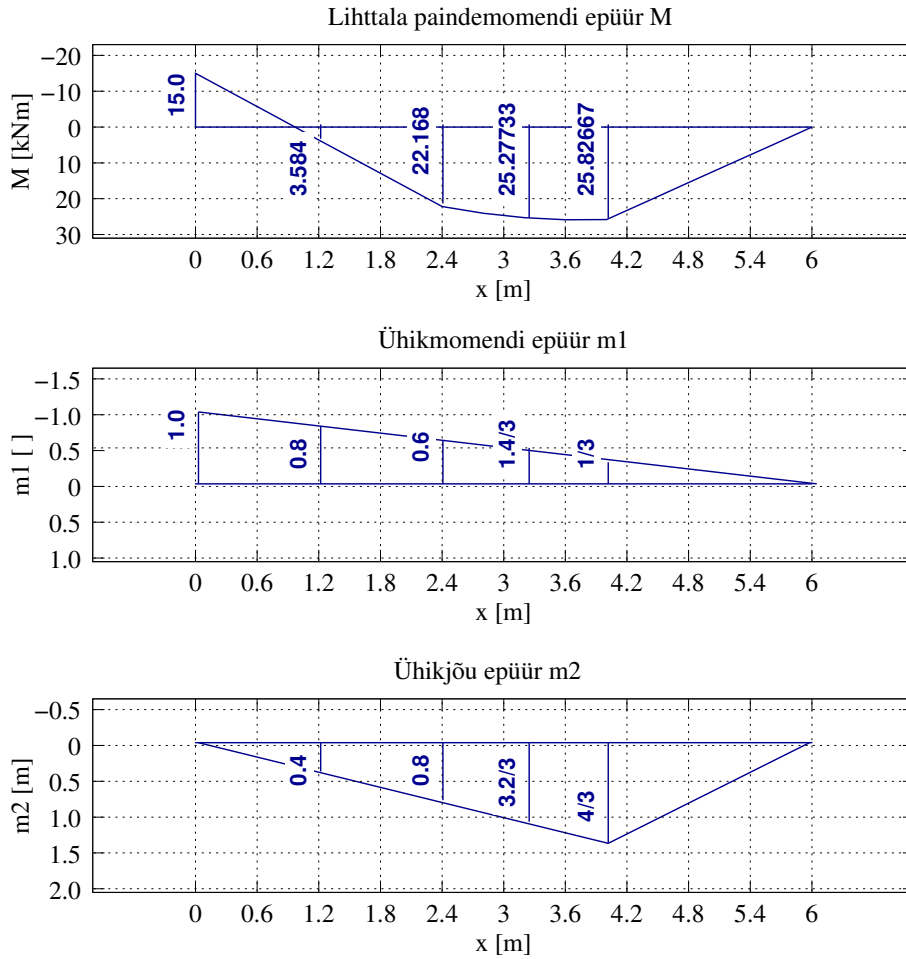 Lihttala paindemomendi epüür M
−20
−10
0
10
20
30
M [kNm]
15.0
3.584
22.168
25.27733
25.82667
0 0.6 1.2 1.8 2.4 3 3.6 4.2 4.8 5.4 6
x [m]
Ühikmomendi epüür m1
−1.5
−1.0
0.5
0
0.5
1.0
m1 [ ]
1.0
0.8
0.6
1.4/3
1/3
0 0.6 1.2 1.8 2.4 3 3.6 4.2 4.8 5.4 6
x [m]
Ühikjõu epüür m2
−0.5
0
0.5
1.0
1.5
2.0
m2 [m]
0.4
0.8
3.2/3
4/3
0 0.6 1.2 1.8 2.4 3 3.6 4.2 4.8 5.4 6
x [m]